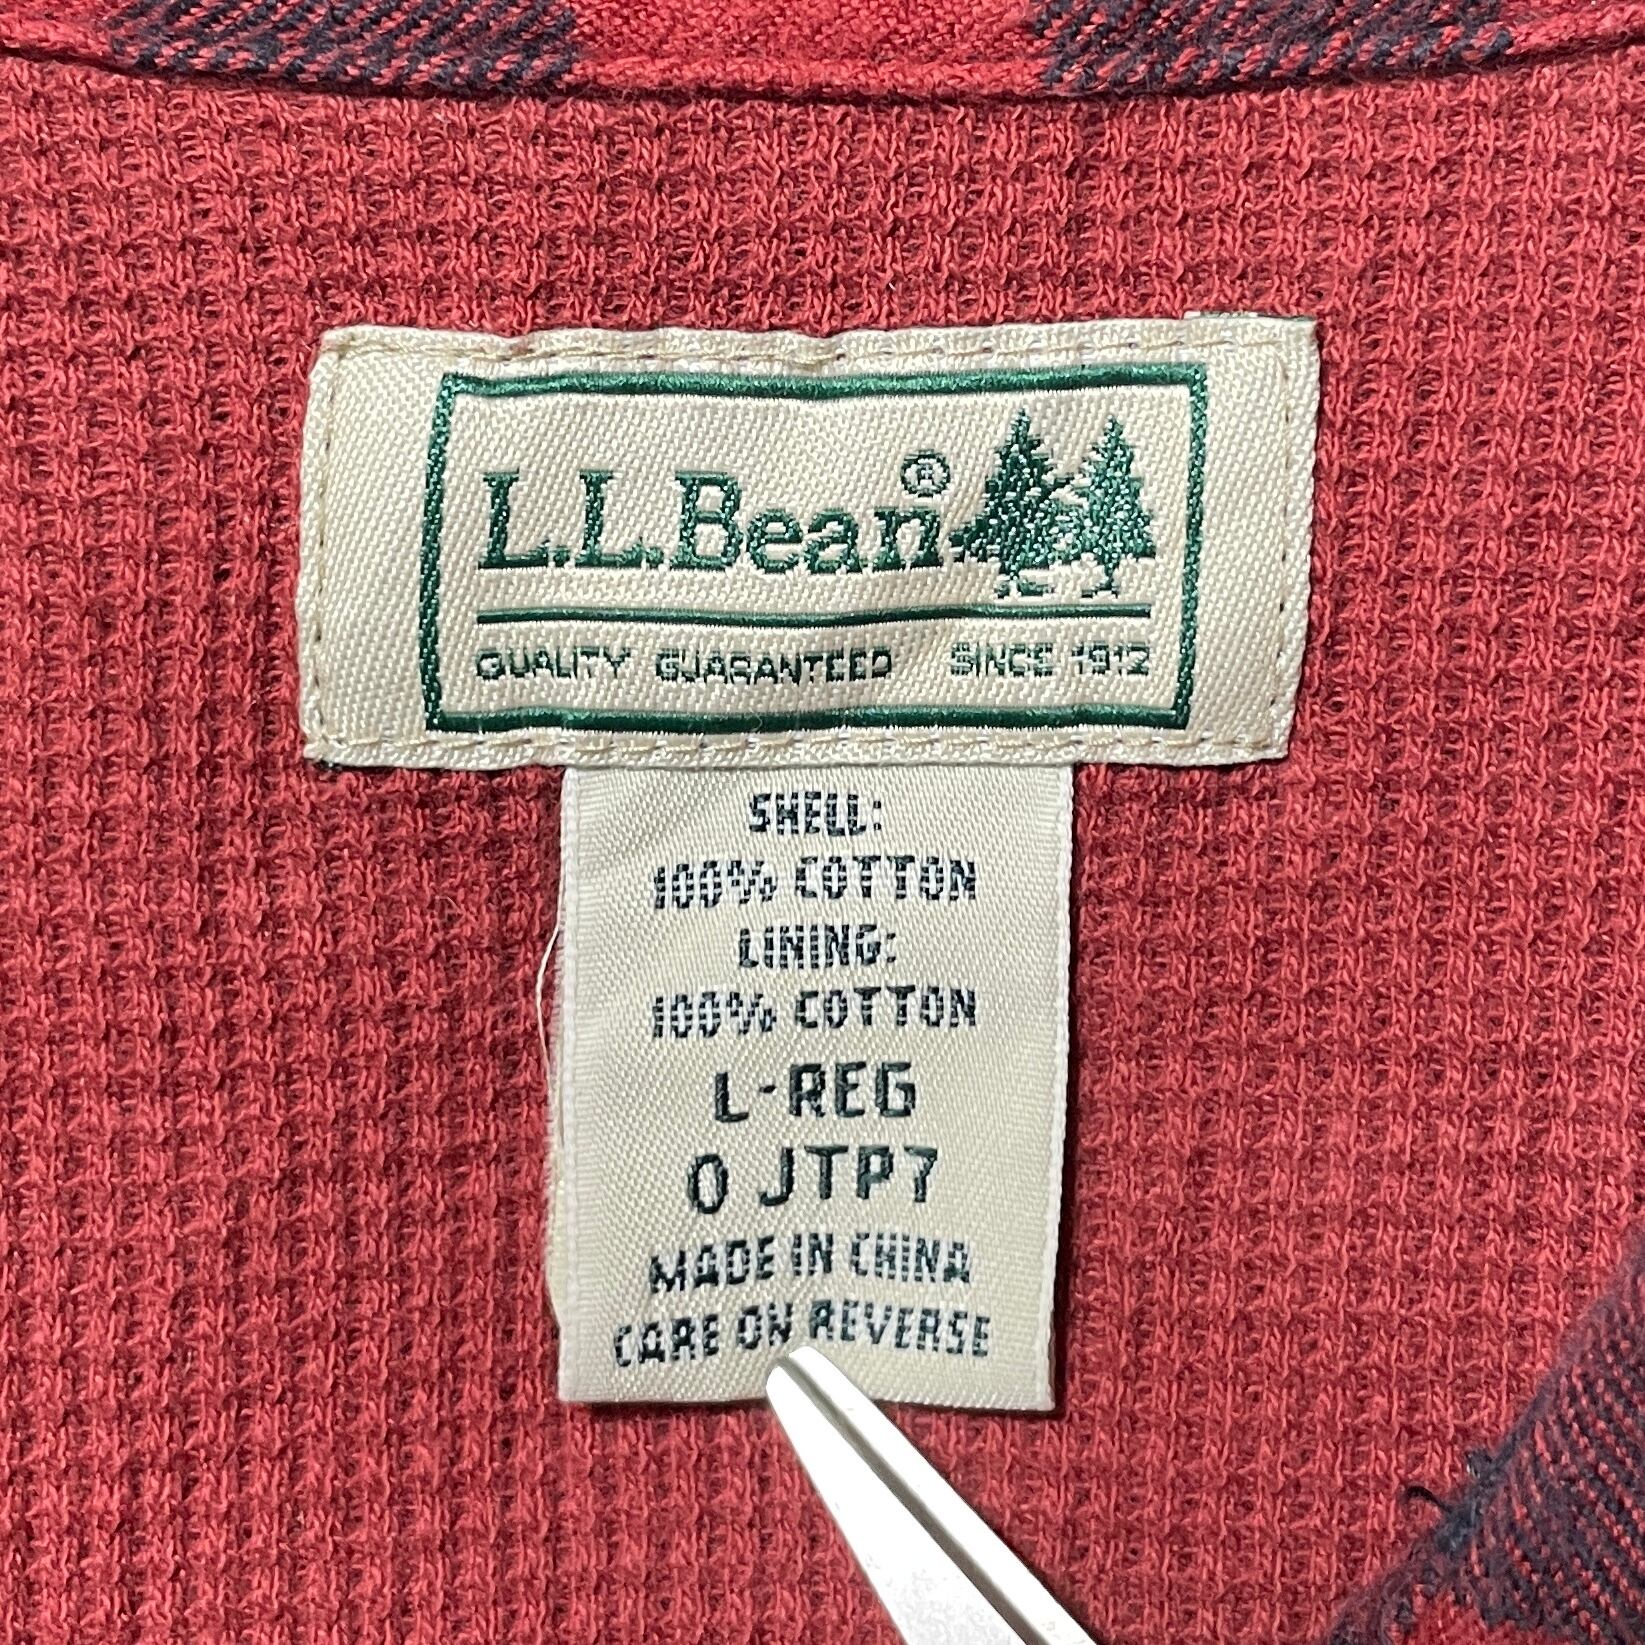 L.L.Bean®
QUALITY GUARANTEED SINCE 1912
SHELL:
100% COTTON
LINING:
100% COTTON
L-REG
0 JTP7
MADE IN CHINA
CARE ON REVERSE